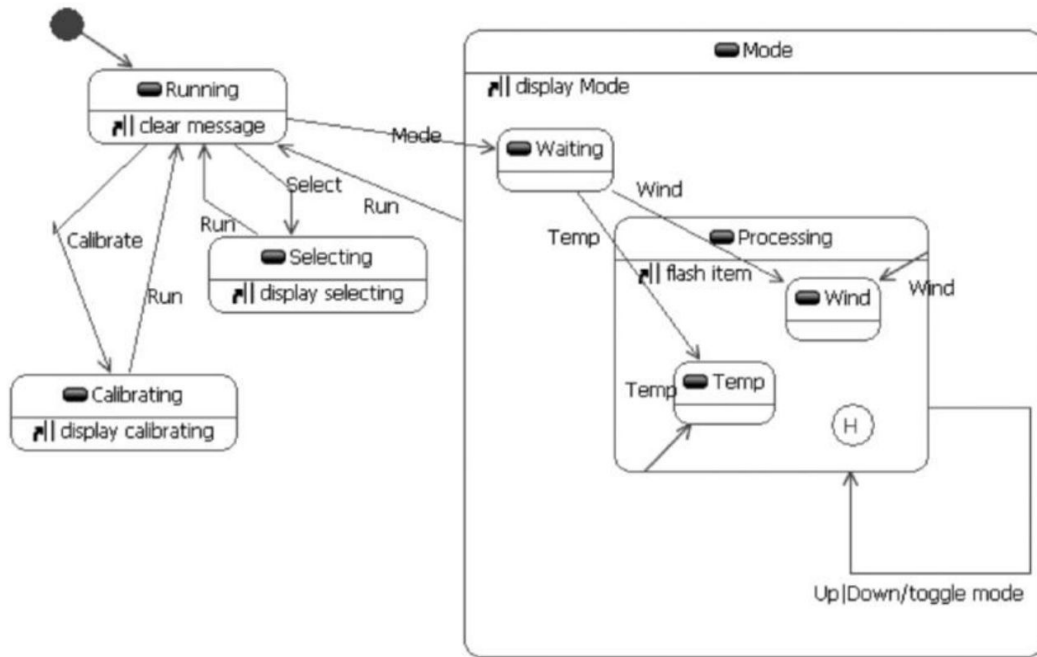 Mode
display Mode
Running
clear message
Mode
Waiting
Select
Run
Run
Wind
Calibrate
Temp
Processing
Selecting
display selecting
flash item
Wind
Wind
Run
Temp
Temp
Calibrating
display calibrating
H
Up|Down/toggle mode